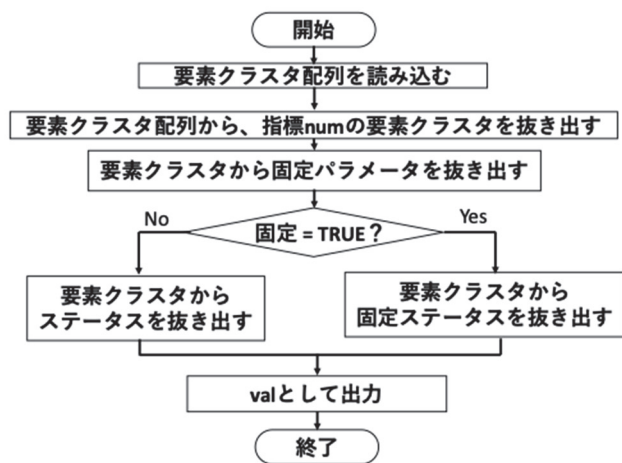 開始
要素クラスタ配列を読み込む
要素クラスタ配列から、指標numの要素クラスタを抜き出す
要素クラスタから固定パラメータを抜き出す
No
固定 = TRUE？
Yes
要素クラスタから
ステータスを抜き出す
要素クラスタから
固定ステータスを抜き出す
valとして出力
終了